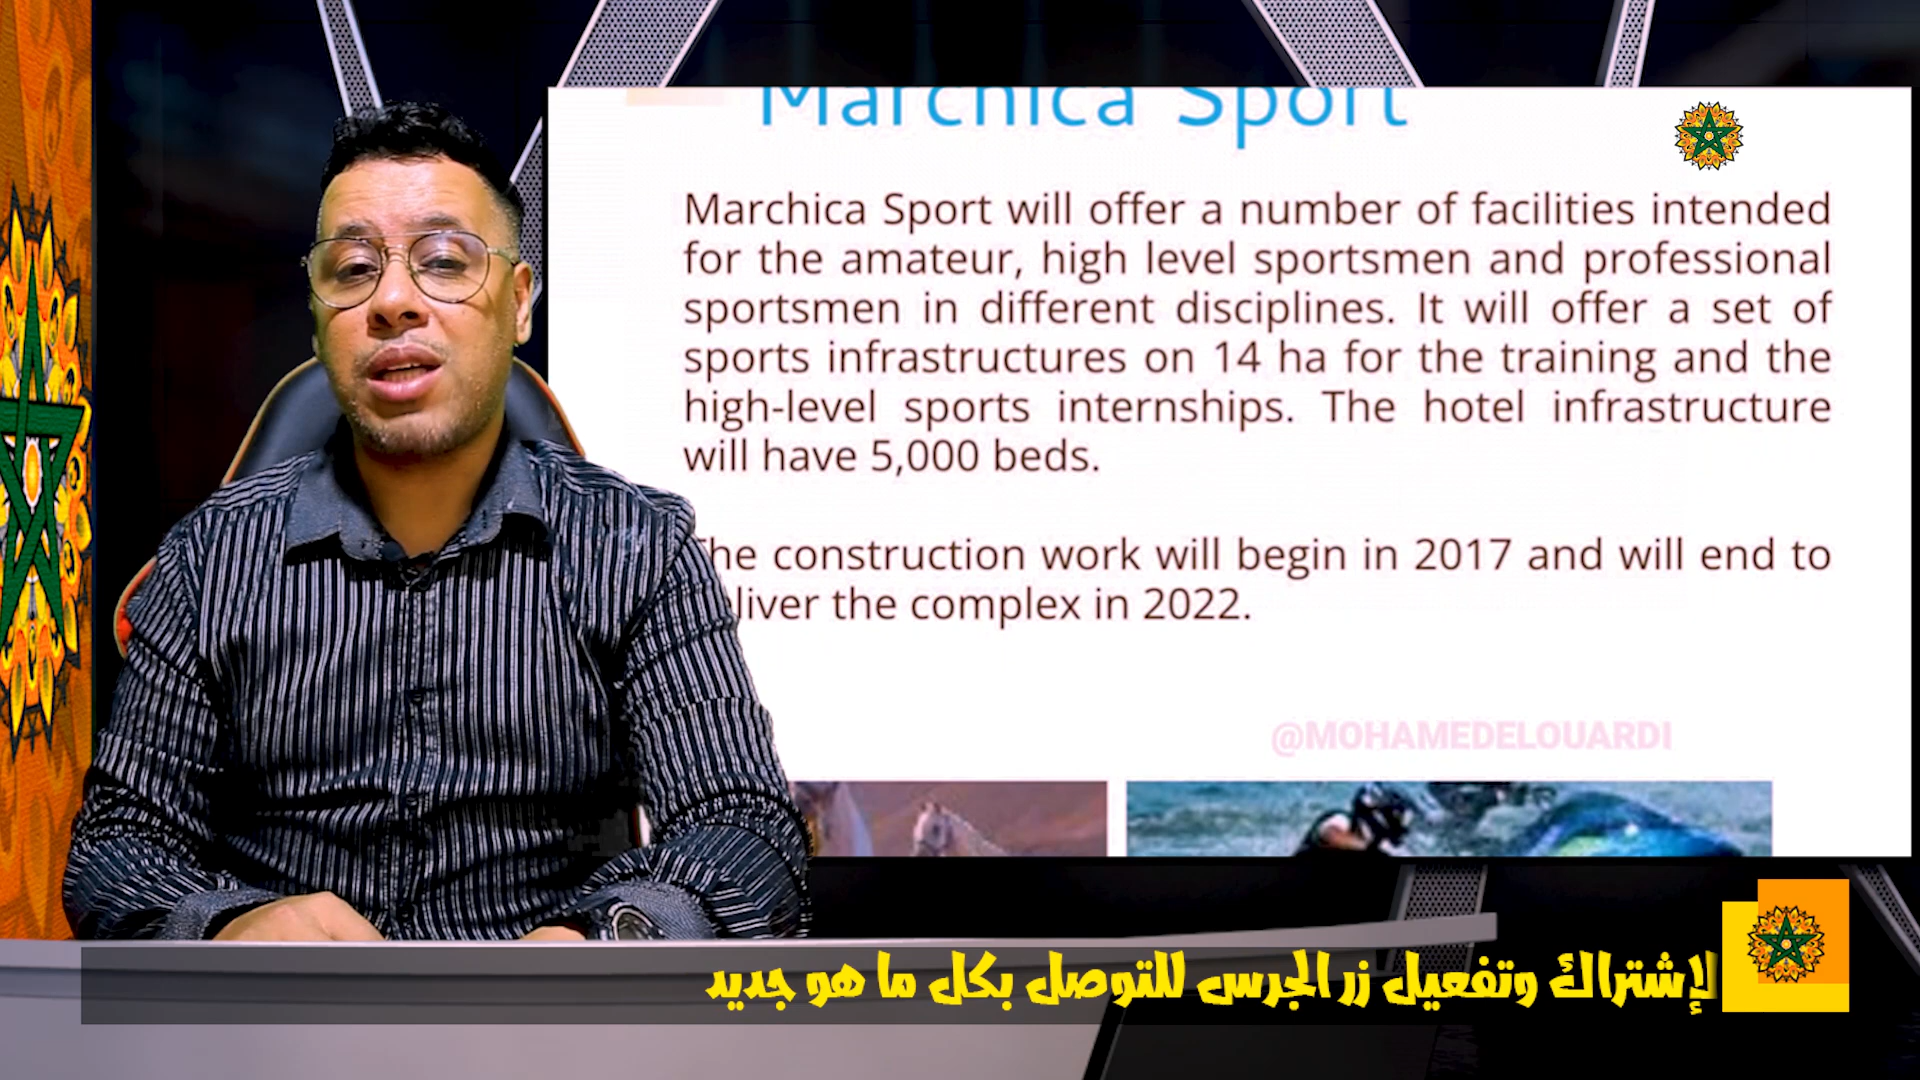 Marchica Sport
Marchica Sport will offer a number of facilities intended
for the amateur, high level sportsmen and professional
sportsmen in different disciplines. It will offer a set of
sports infrastructures on 14 ha for the training and the
high-level sports internships. The hotel infrastructure
will have 5,000 beds.
he construction work will begin in 2017 and will end to
liver the complex in 2022.
@MOHAMEDELOUARDI
لإشتراك وتفعيل زر الجرس للتوصل بكل ما هو جديد